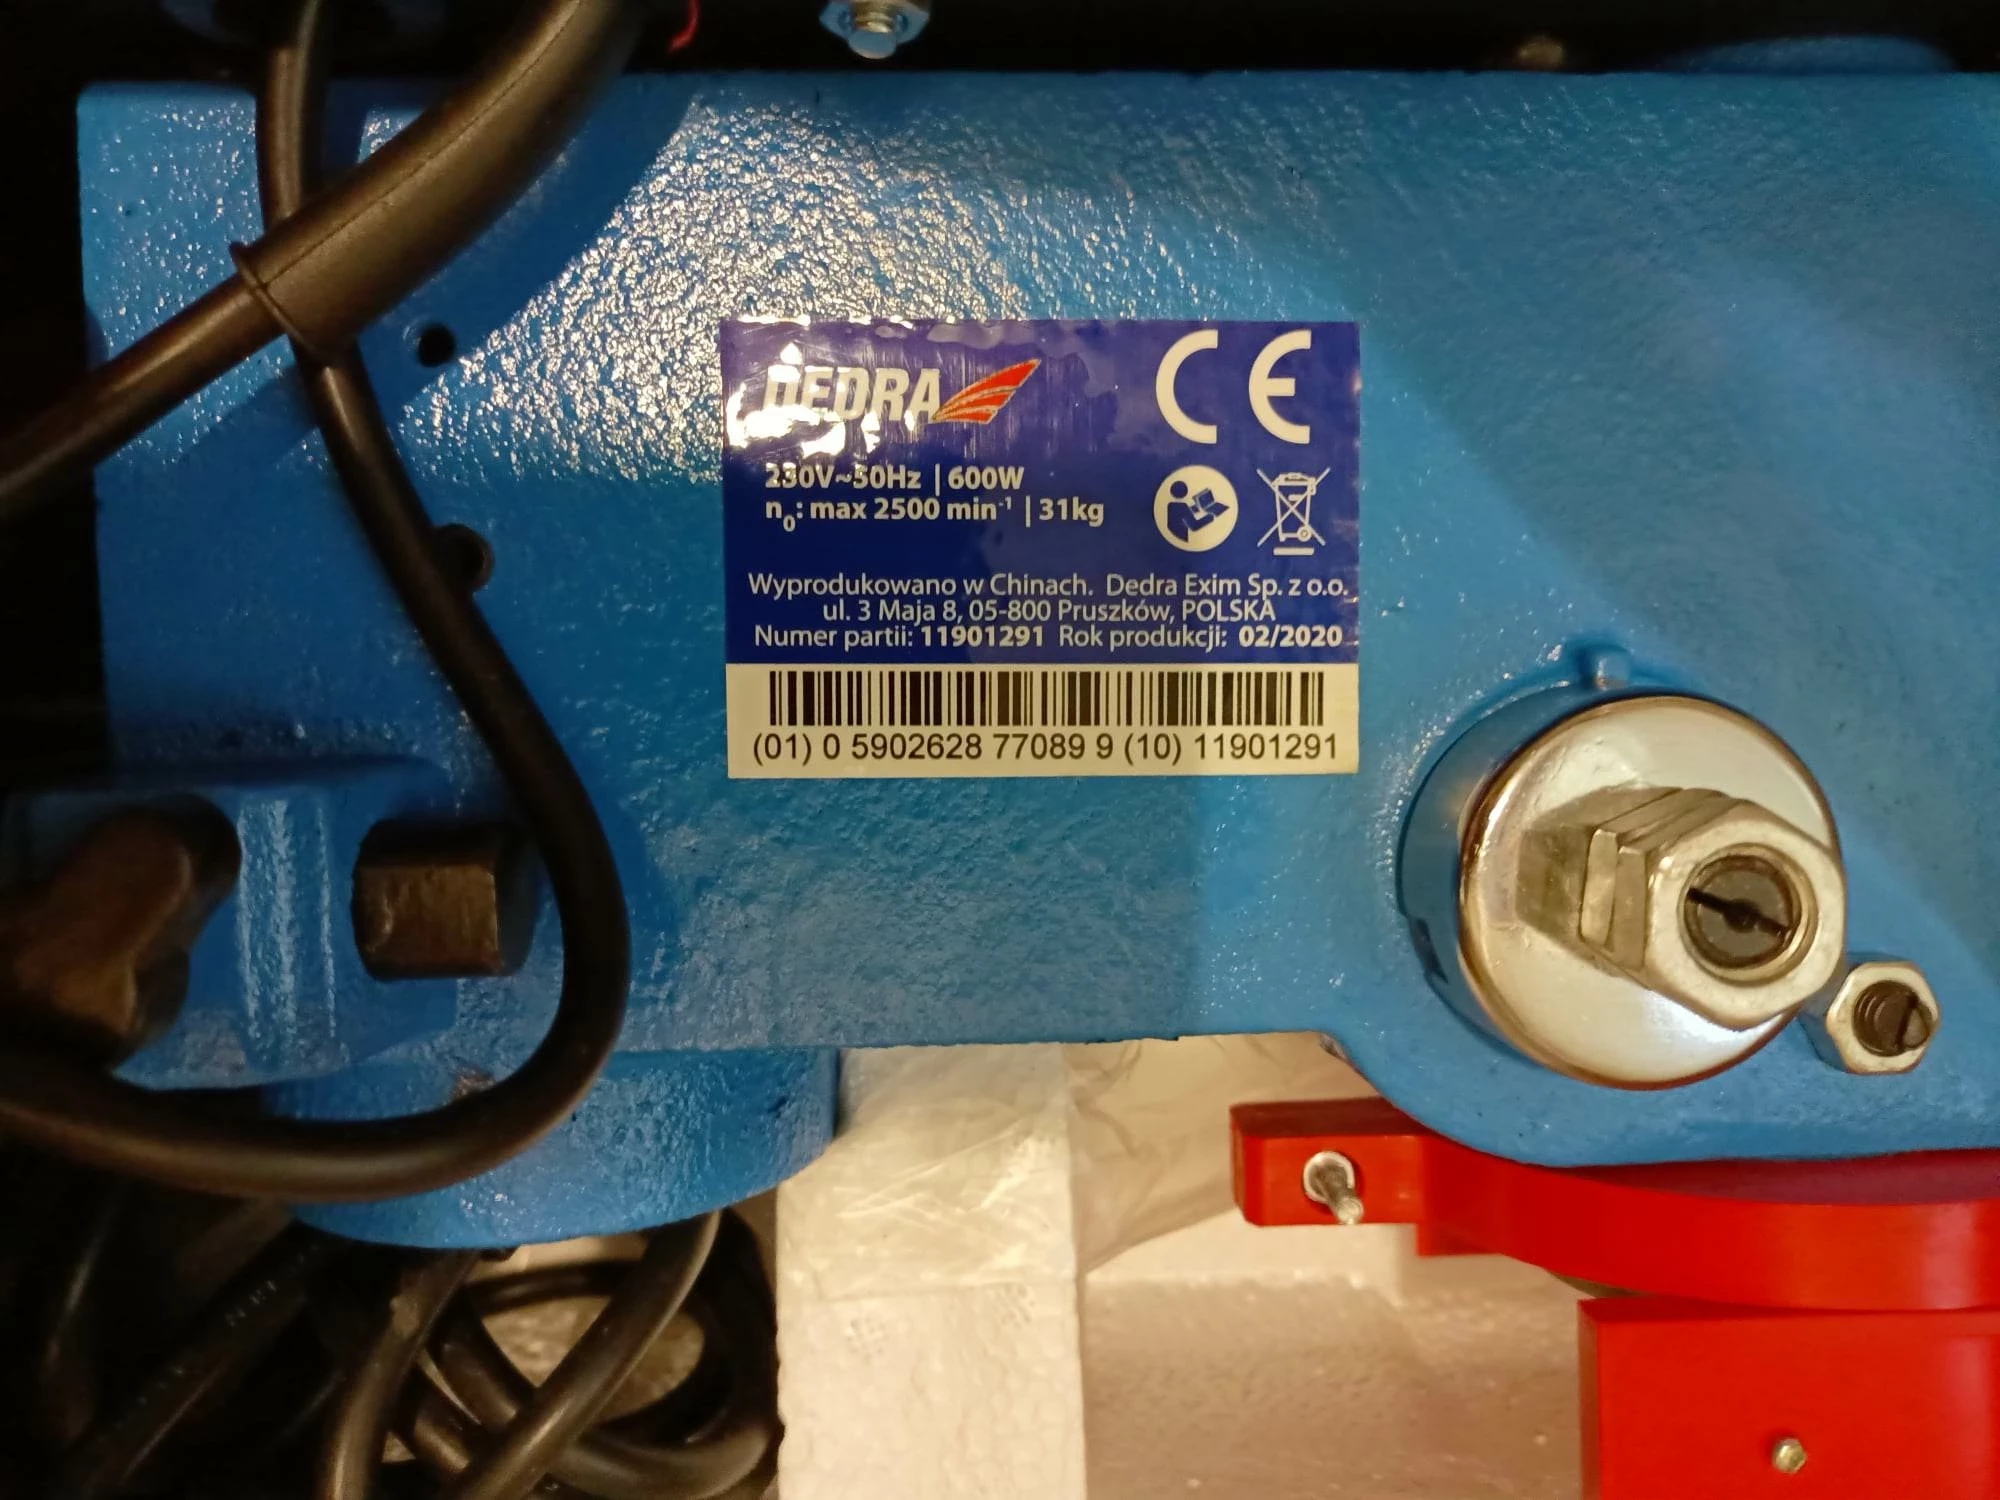 DEDRA
CE
230V~50Hz | 600W
n₀: max 2500 min⁻¹ | 31kg
Wyprodukowano w Chinach. Dedra Exim Sp. z o.o.
ul. 3 Maja 8, 05-800 Pruszków, POLSKA
Numer partii: 11901291 Rok produkcji: 02/2020
(01) 0 5902628 77089 9 (10) 11901291